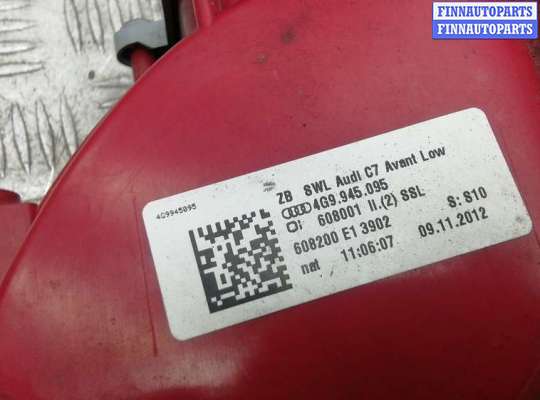 FINNAUTOPARTS
FINNAUTOPARTS
4G9945095
ZB SWL Audi C7 Avant Low
4G9.945.095
608001 II.(2) SSL
S: S10
608200 E1 3902
09.11.2012
nat 11:06:07